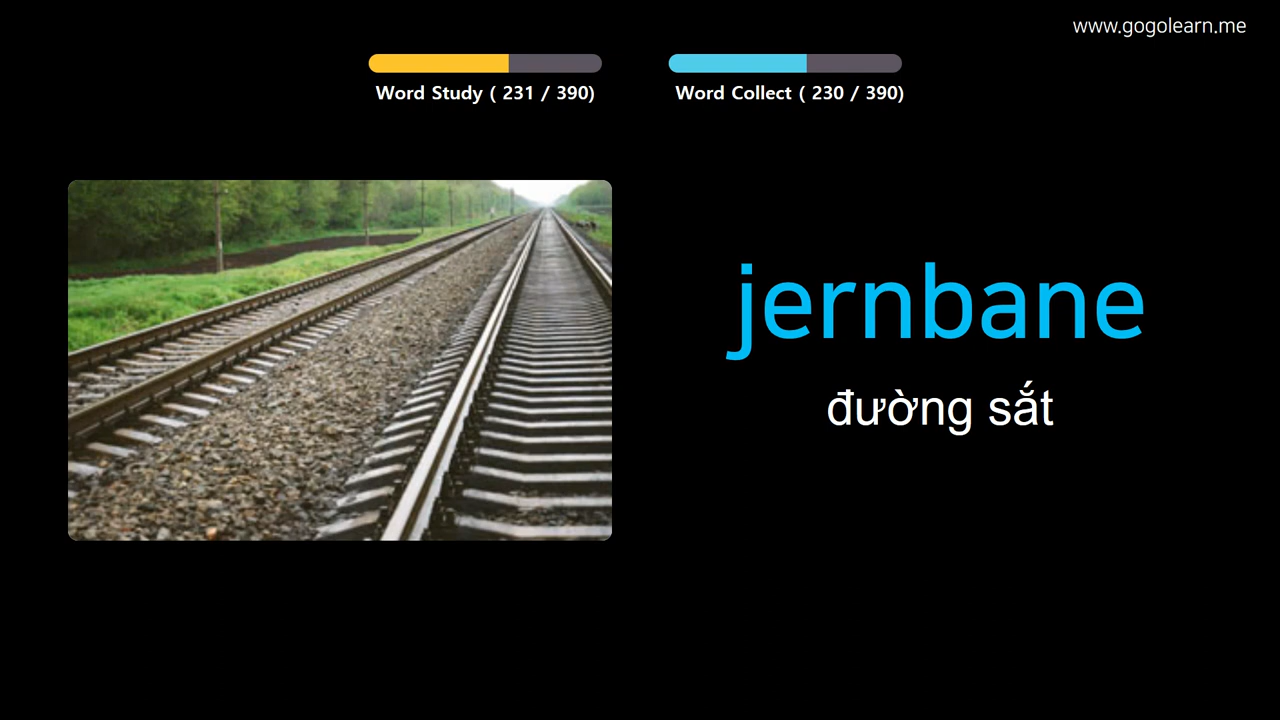 www.gogolearn.me
Word Study ( 231 / 390)
Word Collect ( 230 / 390)
jernbane
đường sắt